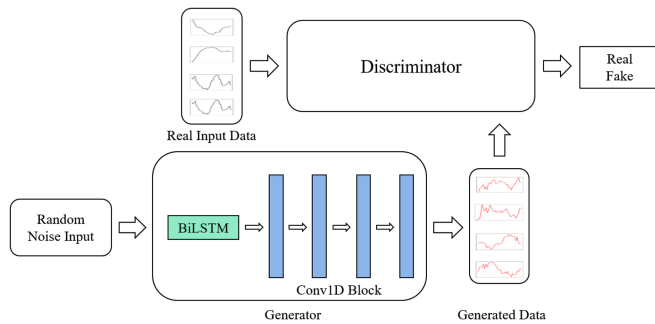 Discriminator
Real
Fake
Real Input Data
Random
Noise Input
BiLSTM
Conv1D Block
Generator
Generated Data